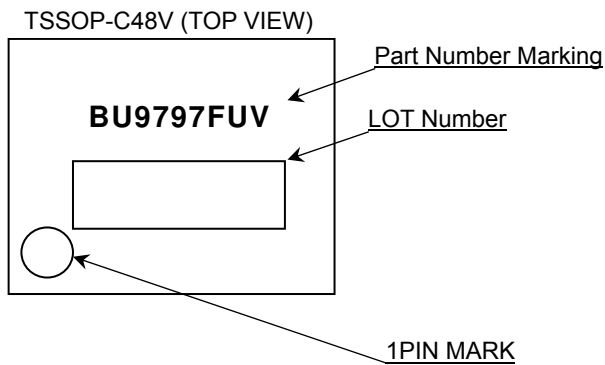 TSSOP-C48V (TOP VIEW)
Part Number Marking
BU9797FUV
LOT Number
1PIN MARK